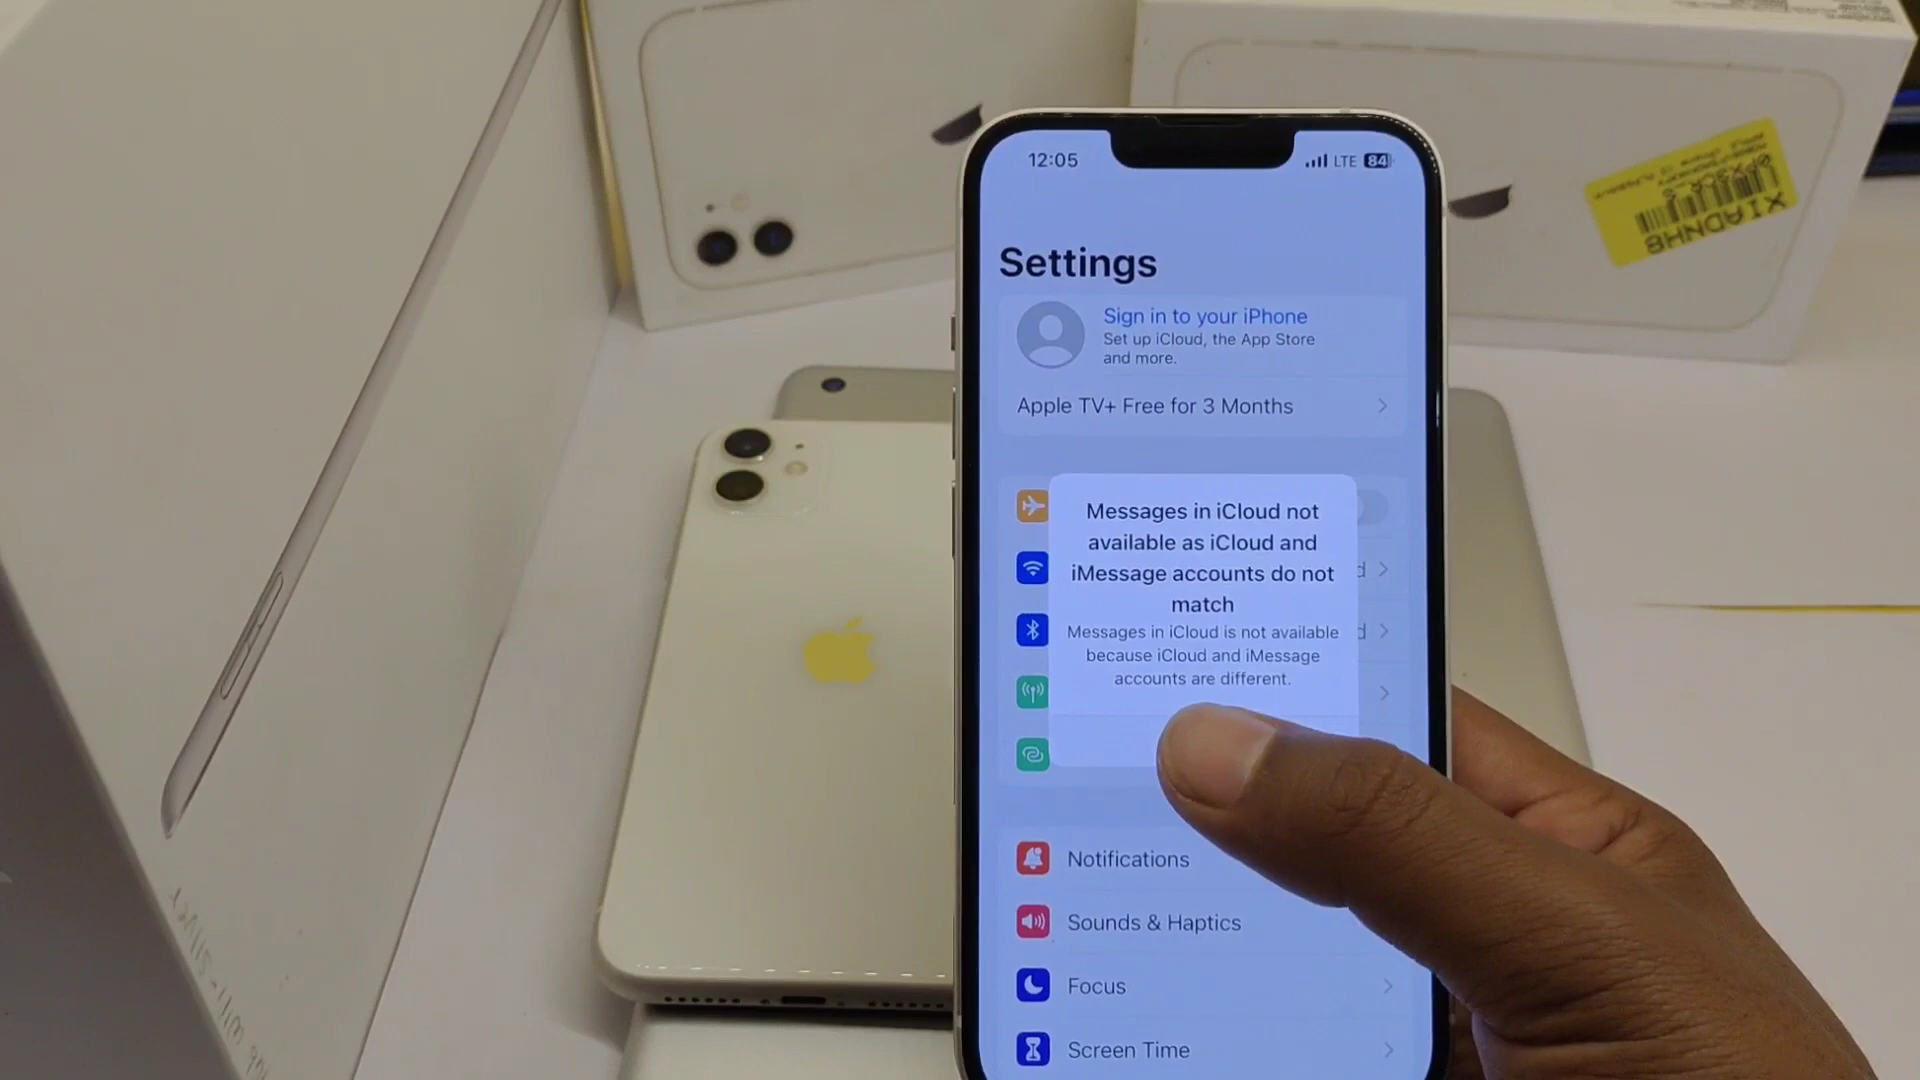 12:05
LTE 84
Settings
Sign in to your iPhone
Set up iCloud, the App Store
and more.
Apple TV+ Free for 3 Months
Messages in iCloud not
available as iCloud and
iMessage accounts do not
match
Messages in iCloud is not available
because iCloud and iMessage
accounts are different.
d
d
Notifications
Sounds & Haptics
Focus
Screen Time
XIADNH8